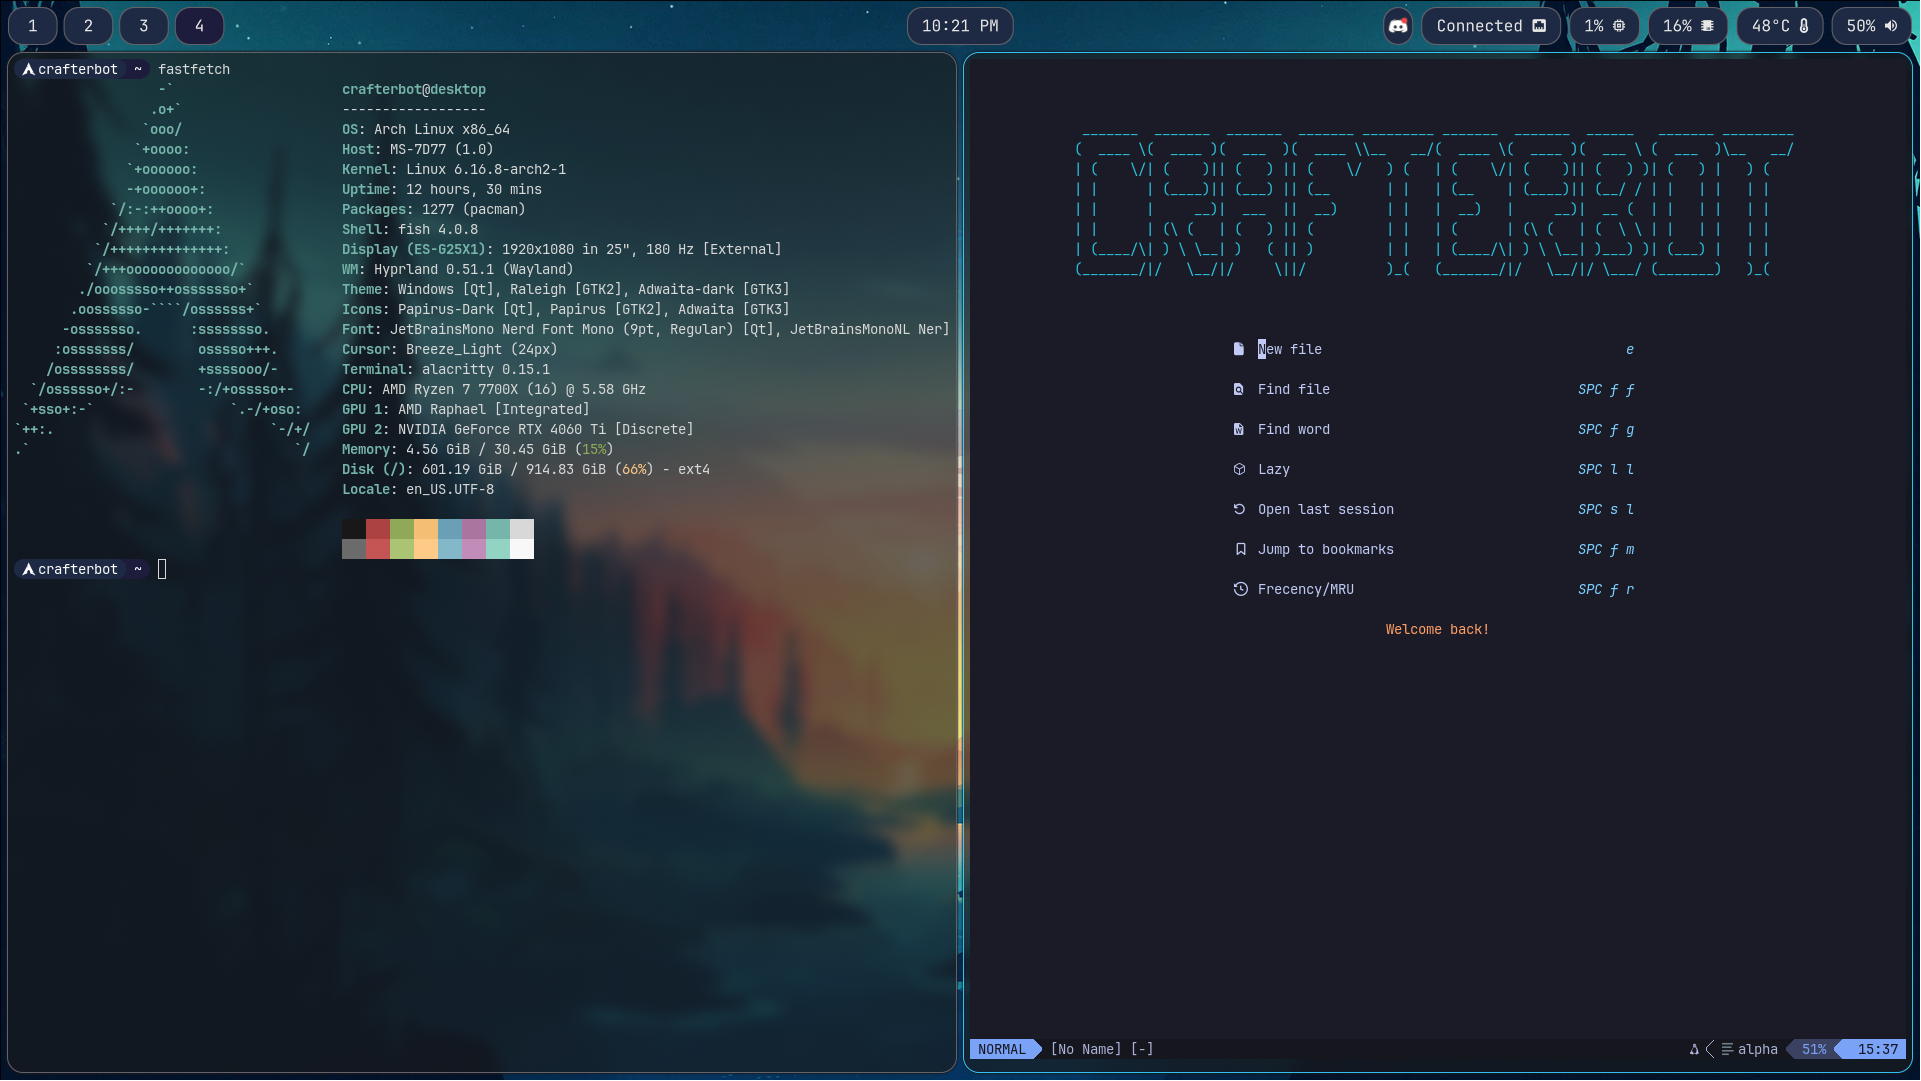 1 2 3 4 10:21 PM Connected 1% 16% 48°C 50%
crafterbot ~ fastfetch
crafterbot@desktop
------------------
OS: Arch Linux x86_64
Host: MS-7D77 (1.0)
Kernel: Linux 6.16.8-arch2-1
Uptime: 12 hours, 30 mins
Packages: 1277 (pacman)
Shell: fish 4.0.8
Display (ES-G25X1): 1920x1080 in 25", 180 Hz [External]
WM: Hyprland 0.51.1 (Wayland)
Theme: Windows [Qt], Raleigh [GTK2], Adwaita-dark [GTK3]
Icons: Papirus-Dark [Qt], Papirus [GTK2], Adwaita [GTK3]
Font: JetBrainsMono Nerd Font Mono (9pt, Regular) [Qt], JetBrainsMonoNL Ner]
Cursor: Breeze_Light (24px)
Terminal: alacritty 0.15.1
CPU: AMD Ryzen 7 7700X (16) @ 5.58 GHz
GPU 1: AMD Raphael [Integrated]
GPU 2: NVIDIA GeForce RTX 4060 Ti [Discrete]
Memory: 4.56 GiB / 30.45 GiB (15%)
Disk (/): 601.19 GiB / 914.83 GiB (66%) - ext4
Locale: en_US.UTF-8
crafterbot ~
CRAFTERBOT
New file e
Find file SPC f f
Find word SPC f g
Lazy SPC l l
Open last session SPC s l
Jump to bookmarks SPC f m
Frecency/MRU SPC f r
Welcome back!
NORMAL [No Name] [-] alpha 51% 15:37